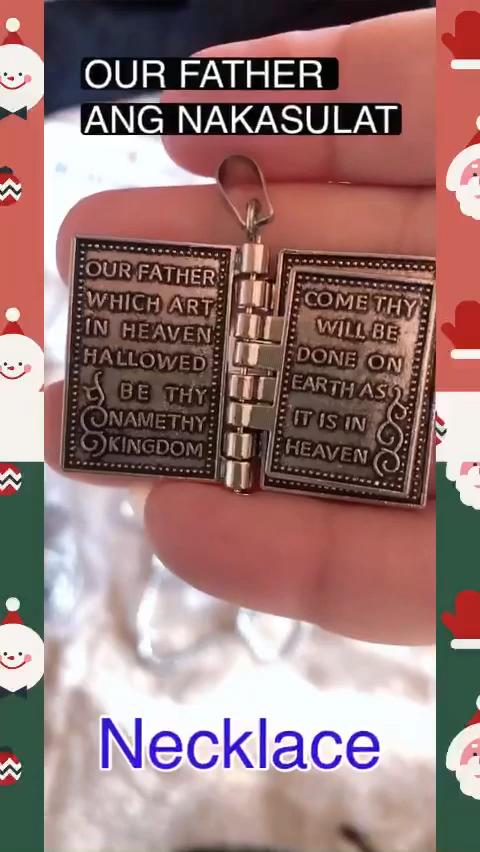 OUR FATHER
ANG NAKASULAT
OUR FATHER
WHICH ART
IN HEAVEN
HALLOWED
BE THY
NAMETHY
KINGDOM
COME THY
WILL BE
DONE ON
EARTH AS
IT IS IN
HEAVEN
Necklace